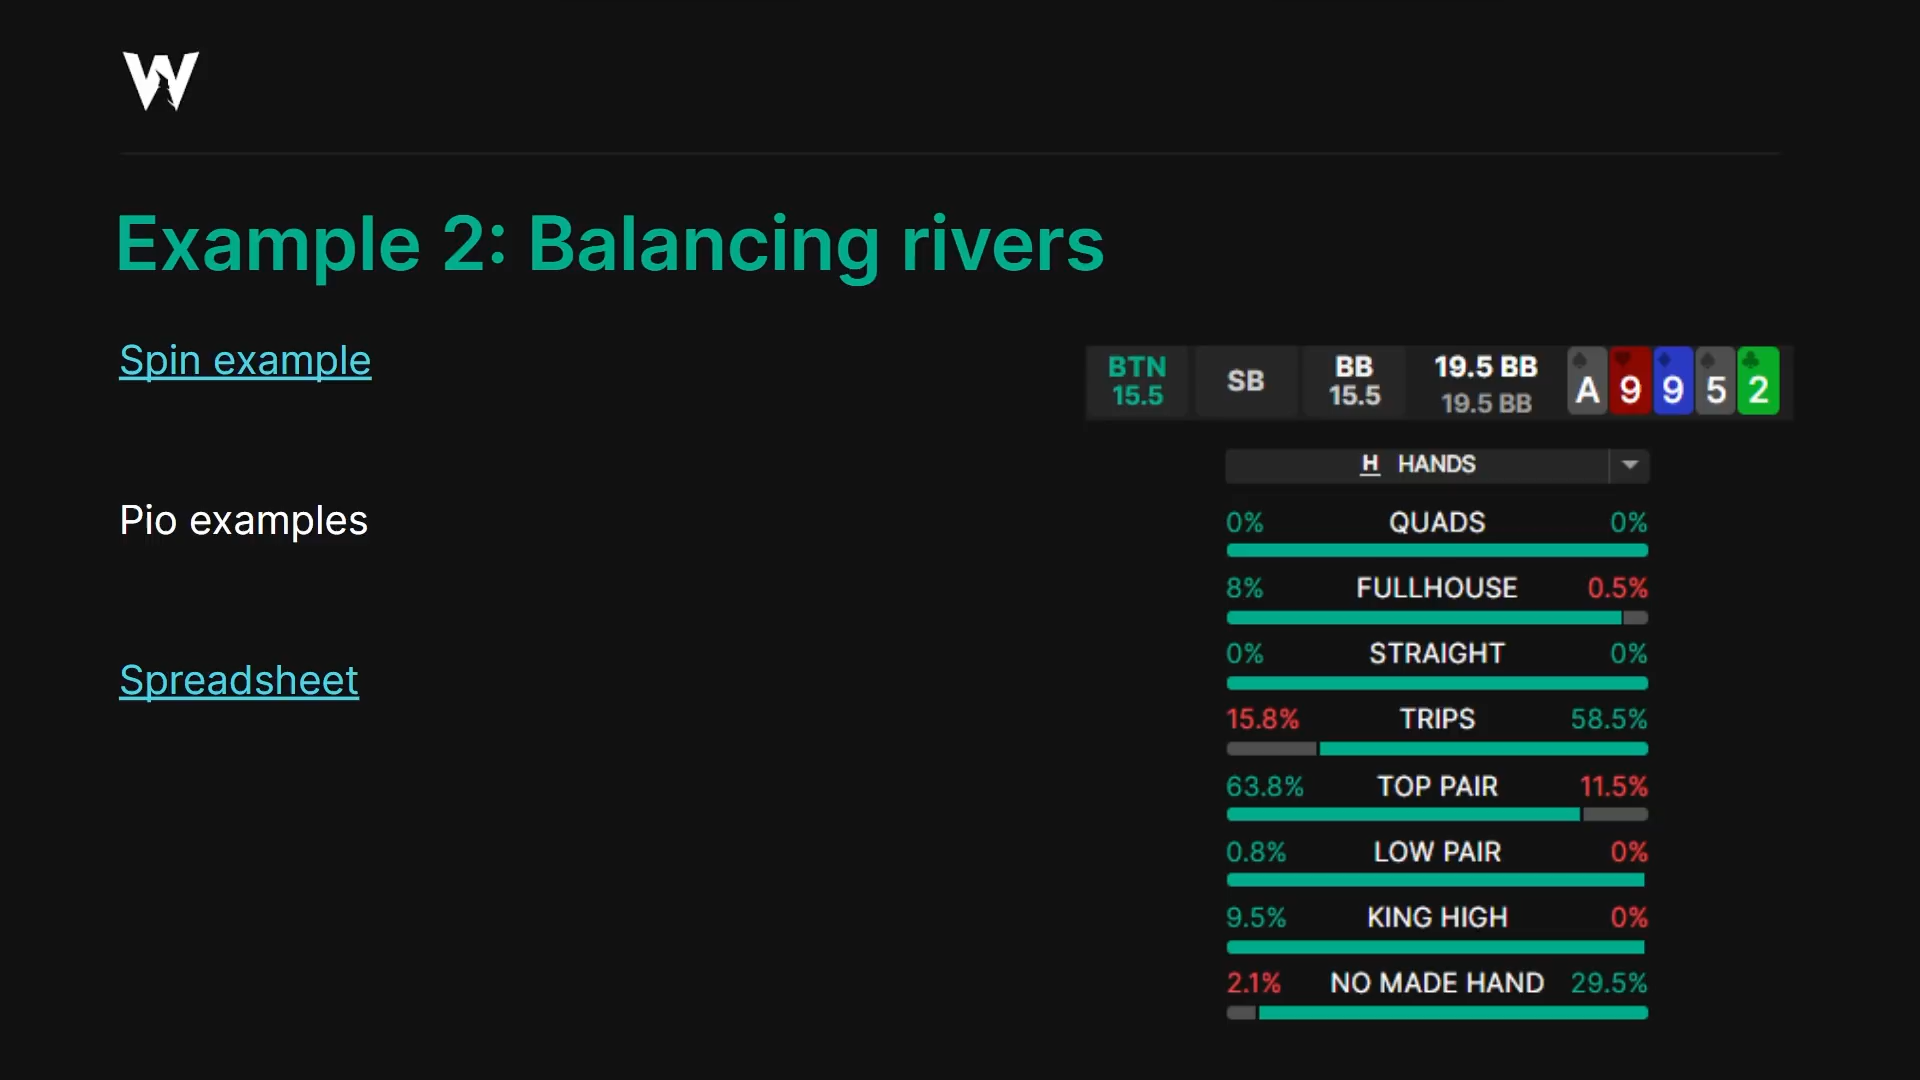 W
Example 2: Balancing rivers
Spin example
Pio examples
Spreadsheet
BTN SB BB 19.5 BB A 9 9 5 2
15.5 15.5 19.5 BB
H HANDS
0% QUADS 0%
8% FULLHOUSE 0.5%
0% STRAIGHT 0%
15.8% TRIPS 58.5%
63.8% TOP PAIR 11.5%
0.8% LOW PAIR 0%
9.5% KING HIGH 0%
2.1% NO MADE HAND 29.5%